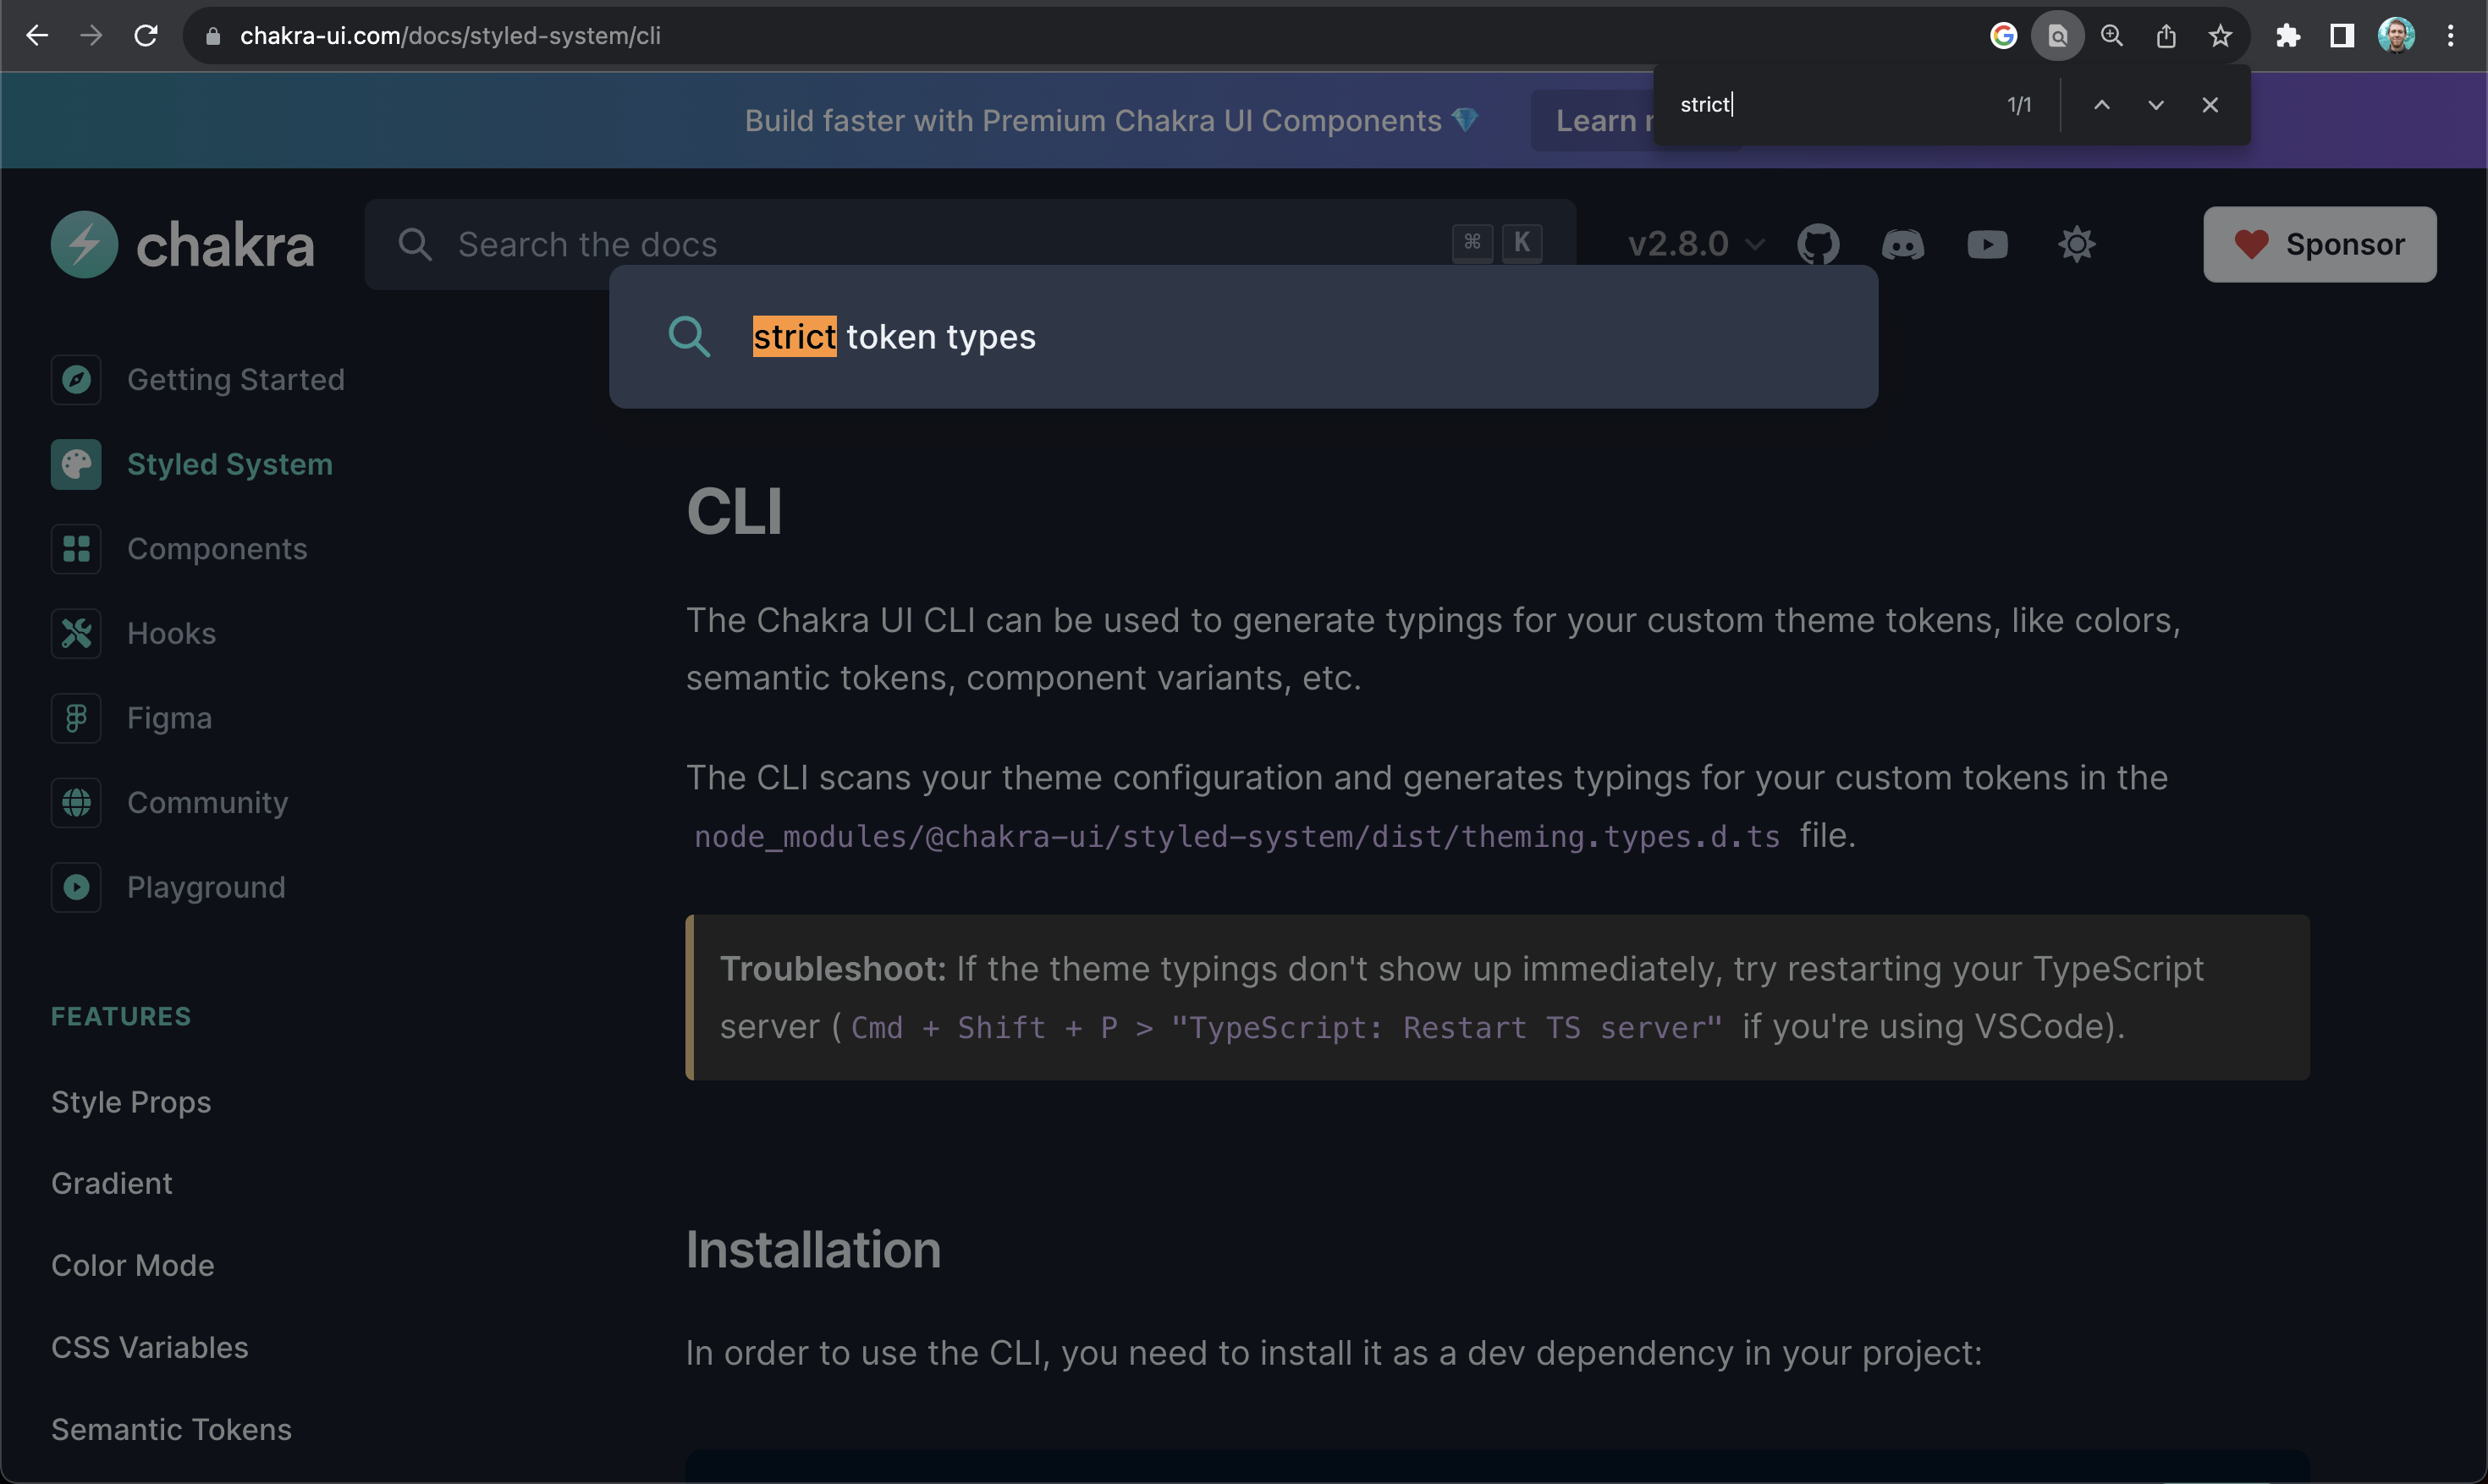 chakra-ui.com/docs/styled-system/cli
strict 1/1
Build faster with Premium Chakra UI Components 💎 Learn
chakra Search the docs ⌘ K v2.8.0 Sponsor
strict token types
Getting Started
Styled System
Components
Hooks
Figma
Community
Playground
FEATURES
Style Props
Gradient
Color Mode
CSS Variables
Semantic Tokens
CLI
The Chakra UI CLI can be used to generate typings for your custom theme tokens, like colors,
semantic tokens, component variants, etc.
The CLI scans your theme configuration and generates typings for your custom tokens in the
node_modules/@chakra-ui/styled-system/dist/theming.types.d.ts file.
Troubleshoot: If the theme typings don't show up immediately, try restarting your TypeScript
server ( Cmd + Shift + P > "TypeScript: Restart TS server" if you're using VSCode).
Installation
In order to use the CLI, you need to install it as a dev dependency in your project: